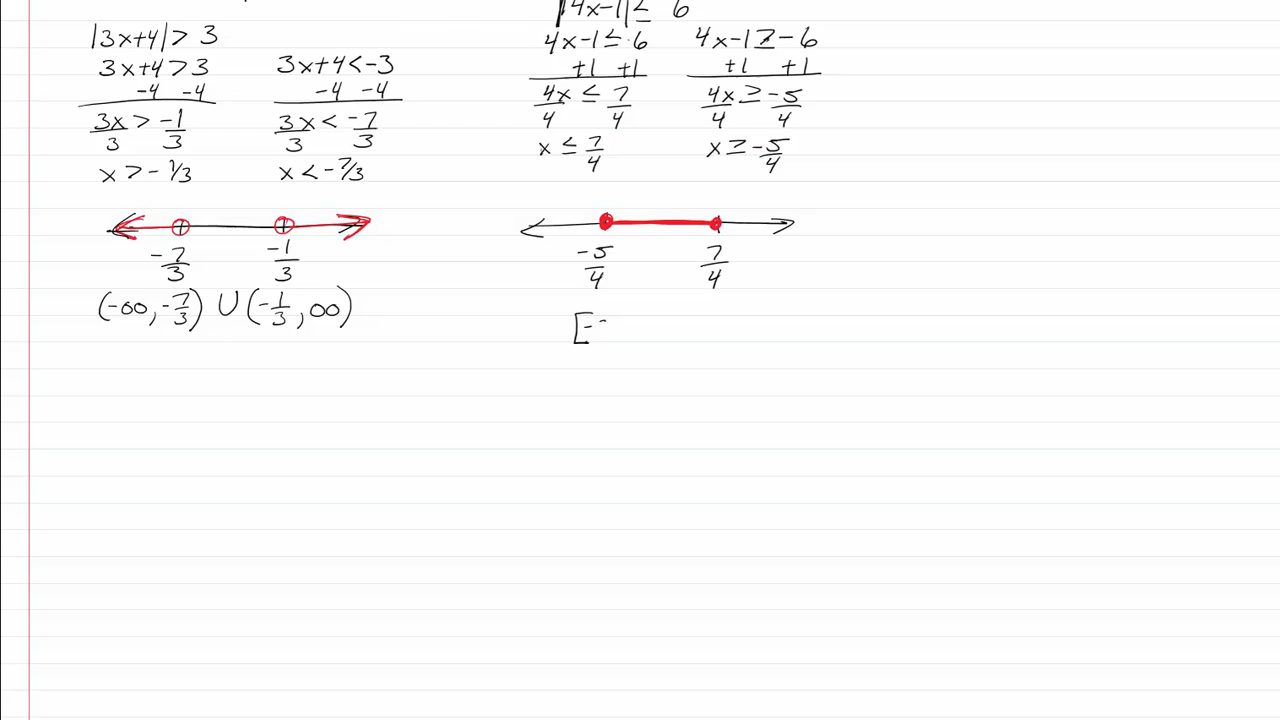 |3x+4| > 3
3x+4 > 3
-4 -4
3x > -1
3 3
x > -1/3
3x+4 < -3
-4 -4
3x < -7
3 3
x < -7/3
-7/3 -1/3
(-∞, -7/3) ∪ (-1/3, ∞)
|4x-1| ≤ 6
4x-1 ≤ 6
+1 +1
4x ≤ 7
4 4
x ≤ 7/4
4x-1 ≥ -6
+1 +1
4x ≥ -5
4 4
x ≥ -5/4
-5/4 7/4
[-